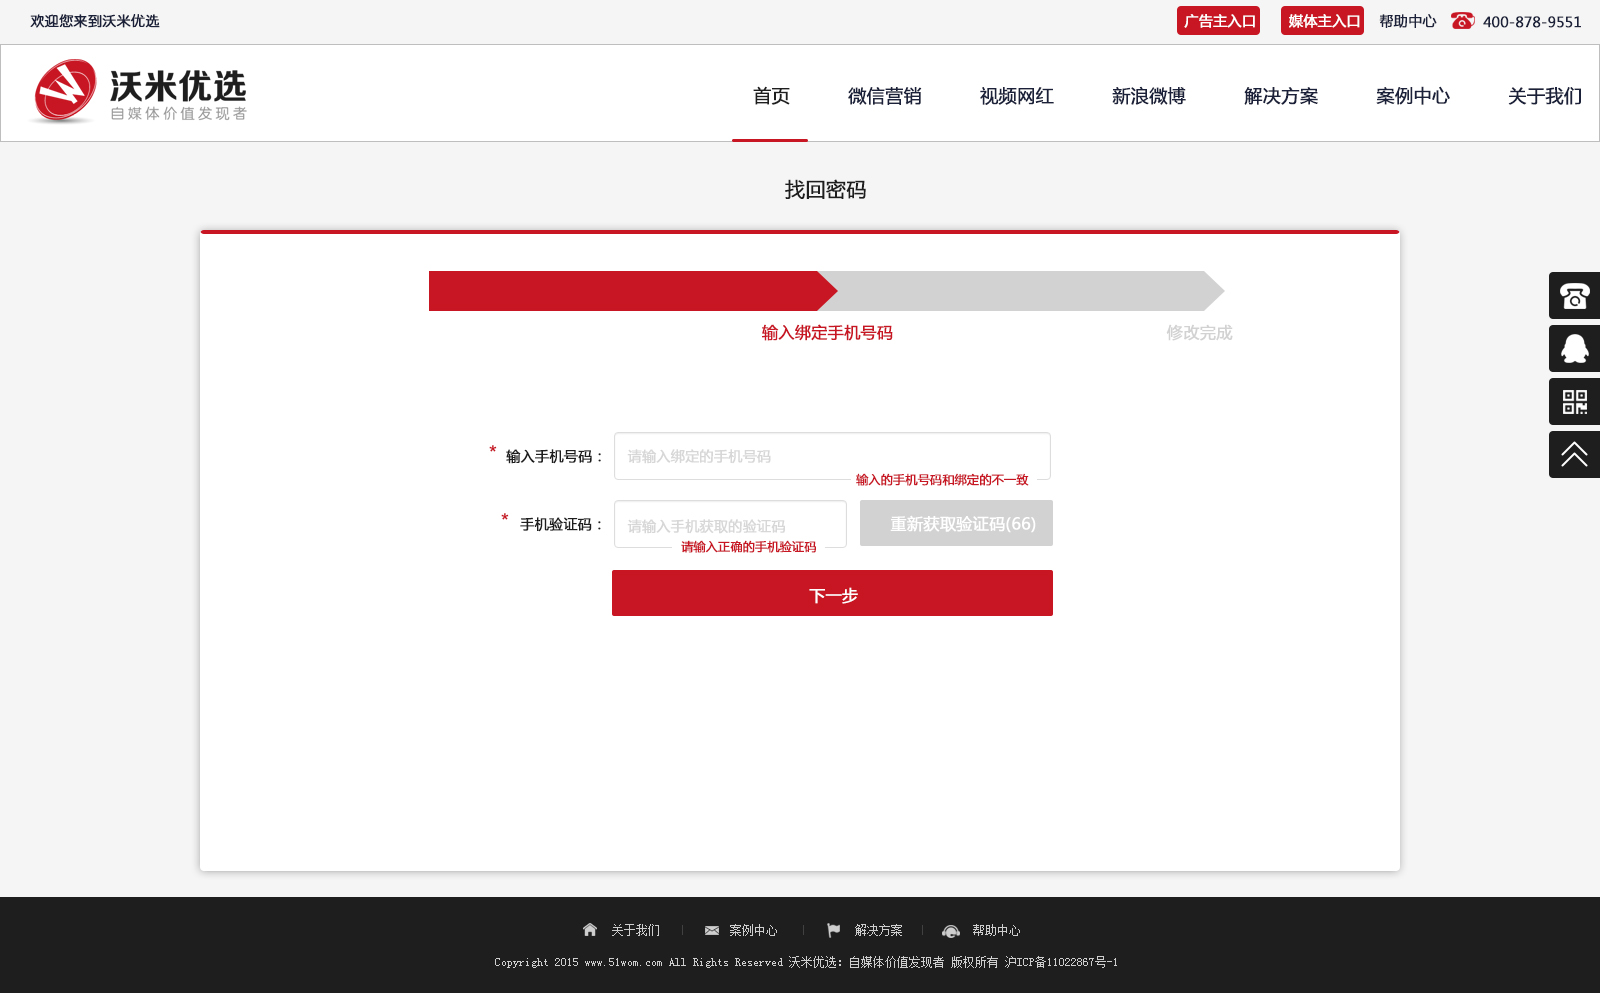 欢迎您来到沃米优选
广告主入口 媒体主入口 帮助中心 400-878-9551
沃米优选
自媒体价值发现者
首页 微信营销 视频网红 新浪微博 解决方案 案例中心 关于我们
找回密码
输入绑定手机号码 修改完成
* 输入手机号码： 请输入绑定的手机号码
输入的手机号码和绑定的不一致
* 手机验证码： 请输入手机获取的验证码 重新获取验证码(66)
请输入正确的手机验证码
下一步
关于我们 | 案例中心 | 解决方案 | 帮助中心
Copyright 2015 www.51wom.com All Rights Reserved 沃米优选：自媒体价值发现者 版权所有 沪ICP备11022867号-1